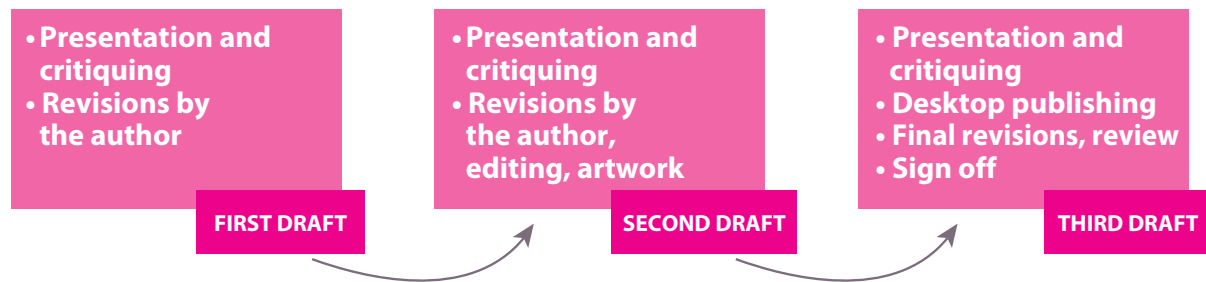 • Presentation and
critiquing
• Revisions by
the author
FIRST DRAFT
• Presentation and
critiquing
• Revisions by
the author,
editing, artwork
SECOND DRAFT
• Presentation and
critiquing
• Desktop publishing
• Final revisions, review
• Sign off
THIRD DRAFT